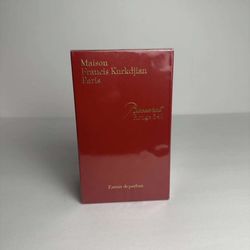 Maison
Francis Kurkdjian
Paris
Baccarat
Rouge 540
Extrait de parfum